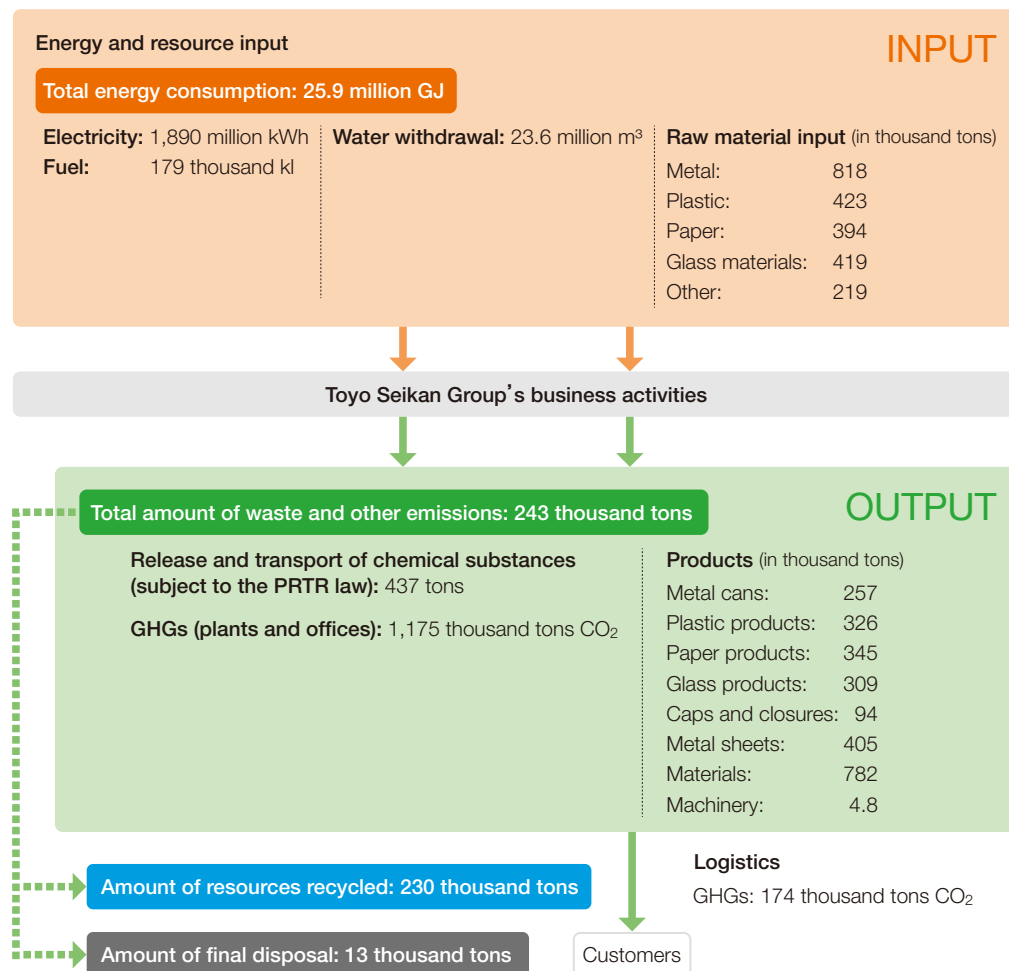 INPUT
Energy and resource input
Total energy consumption: 25.9 million GJ
Electricity: 1,890 million kWh
Fuel: 179 thousand kl
Water withdrawal: 23.6 million m³
Raw material input (in thousand tons)
Metal: 818
Plastic: 423
Paper: 394
Glass materials: 419
Other: 219
Toyo Seikan Group’s business activities
OUTPUT
Total amount of waste and other emissions: 243 thousand tons
Release and transport of chemical substances
(subject to the PRTR law): 437 tons
GHGs (plants and offices): 1,175 thousand tons CO₂
Products (in thousand tons)
Metal cans: 257
Plastic products: 326
Paper products: 345
Glass products: 309
Caps and closures: 94
Metal sheets: 405
Materials: 782
Machinery: 4.8
Logistics
GHGs: 174 thousand tons CO₂
Amount of resources recycled: 230 thousand tons
Amount of final disposal: 13 thousand tons
Customers